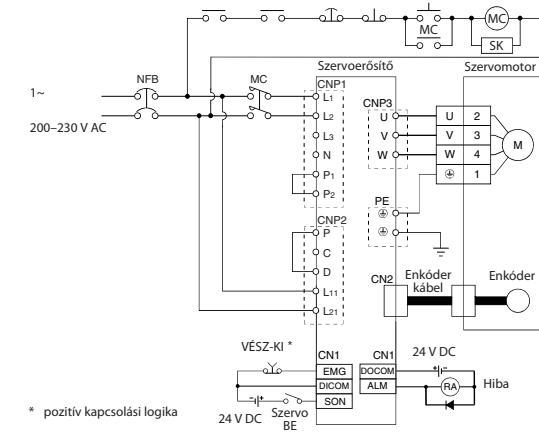 MC
MC
SK
Szervoerősítő
Szervomotor
1~
NFB
MC
CNP1
L1
CNP3
200–230 V AC
L2
U
U
2
L3
V
V
3
M
N
W
W
4
P1
1
P2
PE
CNP2
P
C
D
CN2
Enkóder
kábel
Enkóder
L11
L21
VÉSZ-KI *
CN1
CN1
24 V DC
EMG
DOCOM
DICOM
ALM
RA
Hiba
SON
* pozitív kapcsolási logika
24 V DC
Szervo
BE